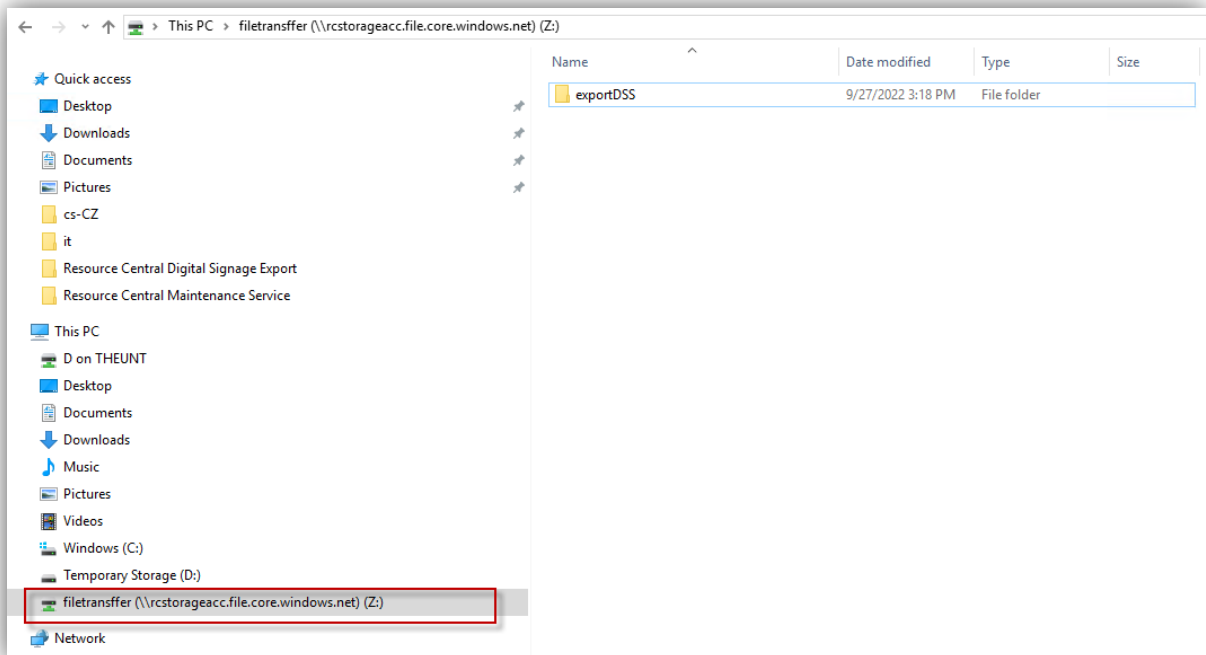 This PC > filetransffer (\\rcstorageacc.file.core.windows.net) (Z:)
Quick access
Desktop
Downloads
Documents
Pictures
cs-CZ
it
Resource Central Digital Signage Export
Resource Central Maintenance Service
This PC
D on THEUNT
Desktop
Documents
Downloads
Music
Pictures
Videos
Windows (C:)
Temporary Storage (D:)
filetransffer (\\rcstorageacc.file.core.windows.net) (Z:)
Network
Name Date modified Type Size
exportDSS 9/27/2022 3:18 PM File folder